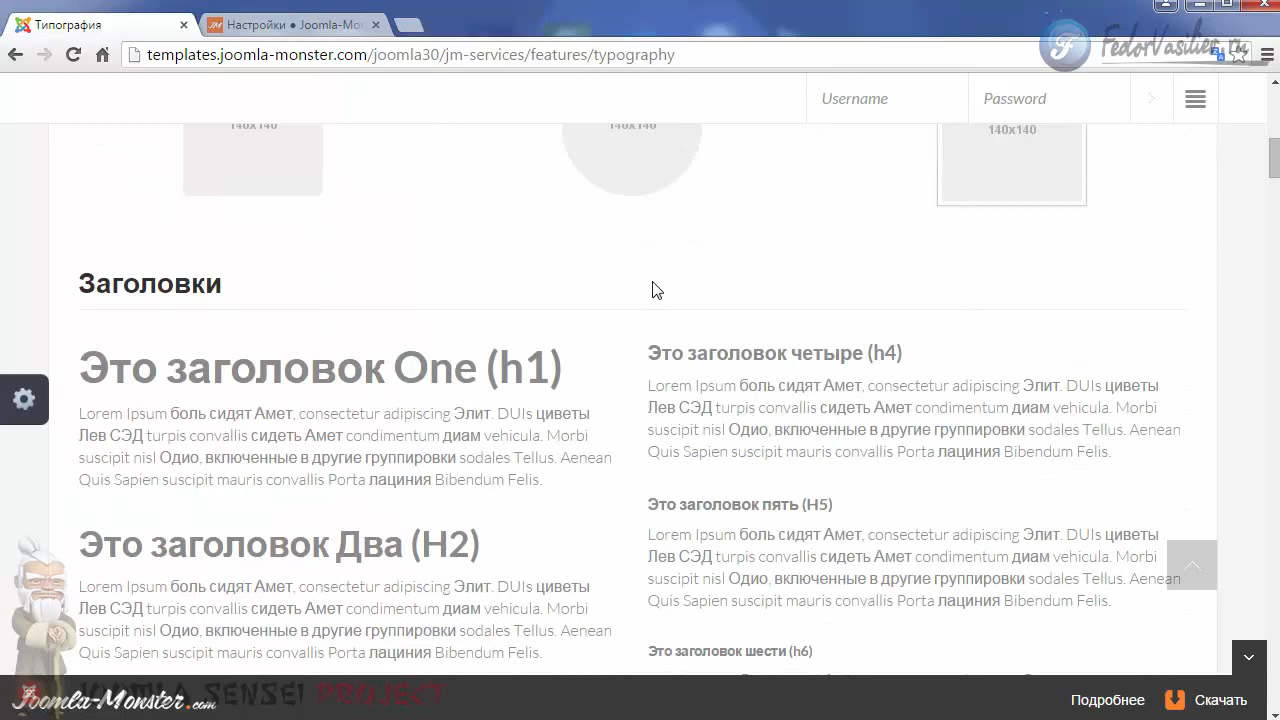 Типография
Настройки ● Joomla-Mo
templates.joomla-monster.com/joomla30/jm-services/features/typography
FedorVasiliev.ru
Username
Password
140x140
140x140
140x140
Заголовки
Это заголовок One (h1)
Lorem Ipsum боль сидят Амет, consectetur adipiscing Элит. DUIs цветы
Лев СЭД turpis convallis сидеть Амет condimentum диам vehicula. Morbi
suscipit nisl Одио, включенные в другие группировки sodales Tellus. Aenean
Quis Sapien suscipit mauris convallis Porta лациния Bibendum Felis.
Это заголовок Два (H2)
Lorem Ipsum боль сидят Амет, consectetur adipiscing Элит. DUIs цветы
Лев СЭД turpis convallis сидеть Амет condimentum диам vehicula. Morbi
suscipit nisl Одио, включенные в другие группировки sodales Tellus. Aenean
Quis Sapien suscipit mauris convallis Porta лациния Bibendum Felis.
Это заголовок четыре (h4)
Lorem Ipsum боль сидят Амет, consectetur adipiscing Элит. DUIs цветы
Лев СЭД turpis convallis сидеть Амет condimentum диам vehicula. Morbi
suscipit nisl Одио, включенные в другие группировки sodales Tellus. Aenean
Quis Sapien suscipit mauris convallis Porta лациния Bibendum Felis.
Это заголовок пять (H5)
Lorem Ipsum боль сидят Амет, consectetur adipiscing Элит. DUIs цветы
Лев СЭД turpis convallis сидеть Амет condimentum диам vehicula. Morbi
suscipit nisl Одио, включенные в другие группировки sodales Tellus. Aenean
Quis Sapien suscipit mauris convallis Porta лациния Bibendum Felis.
Это заголовок шести (h6)
JOOMLA SENSEI PROJECT
Joomla-Monster.com
Подробнее
Скачать